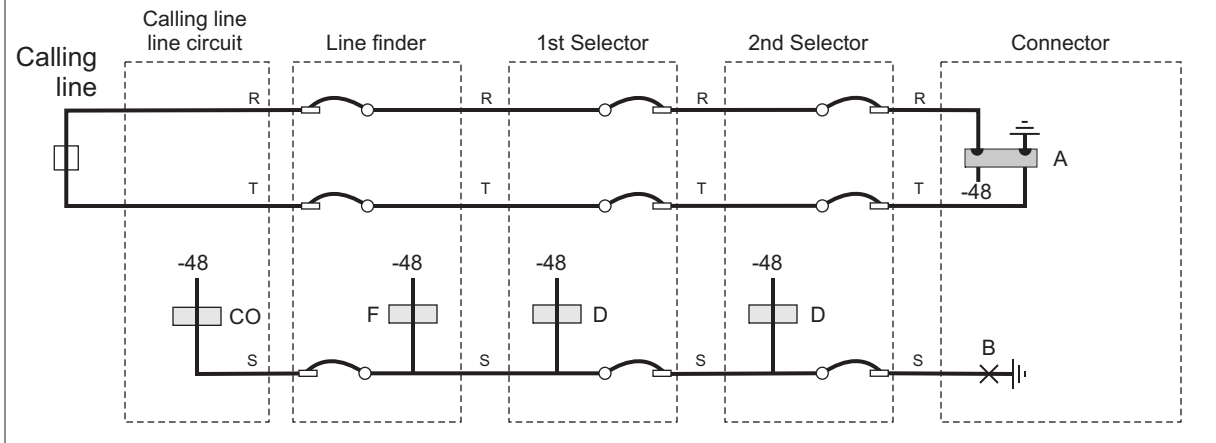 Calling line
line circuit
Line finder
1st Selector
2nd Selector
Connector
Calling
line
R
R
R
R
A
-48
T
T
T
T
-48
-48
-48
-48
CO
F
D
D
B
S
S
S
S